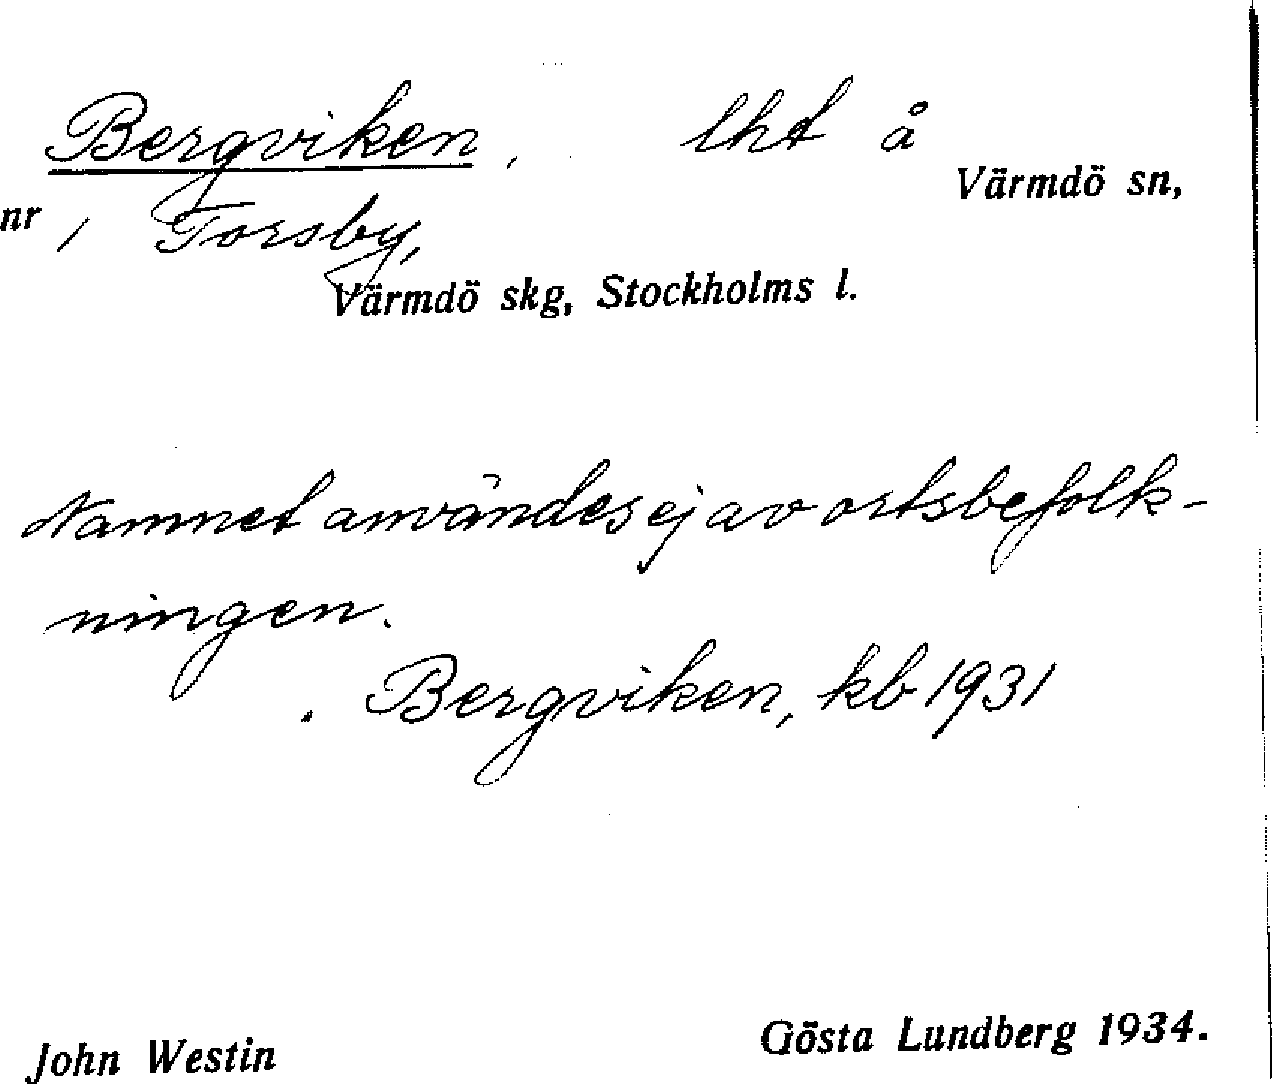 Bergviken, lht å
Värmdö sn,
nr 1 Torsby,
Värmdö skg, Stockholms l.
Namnet användes ej av ortsbefolk-
ningen.
Bergviken, kb 1931
John Westin
Gösta Lundberg 1934.